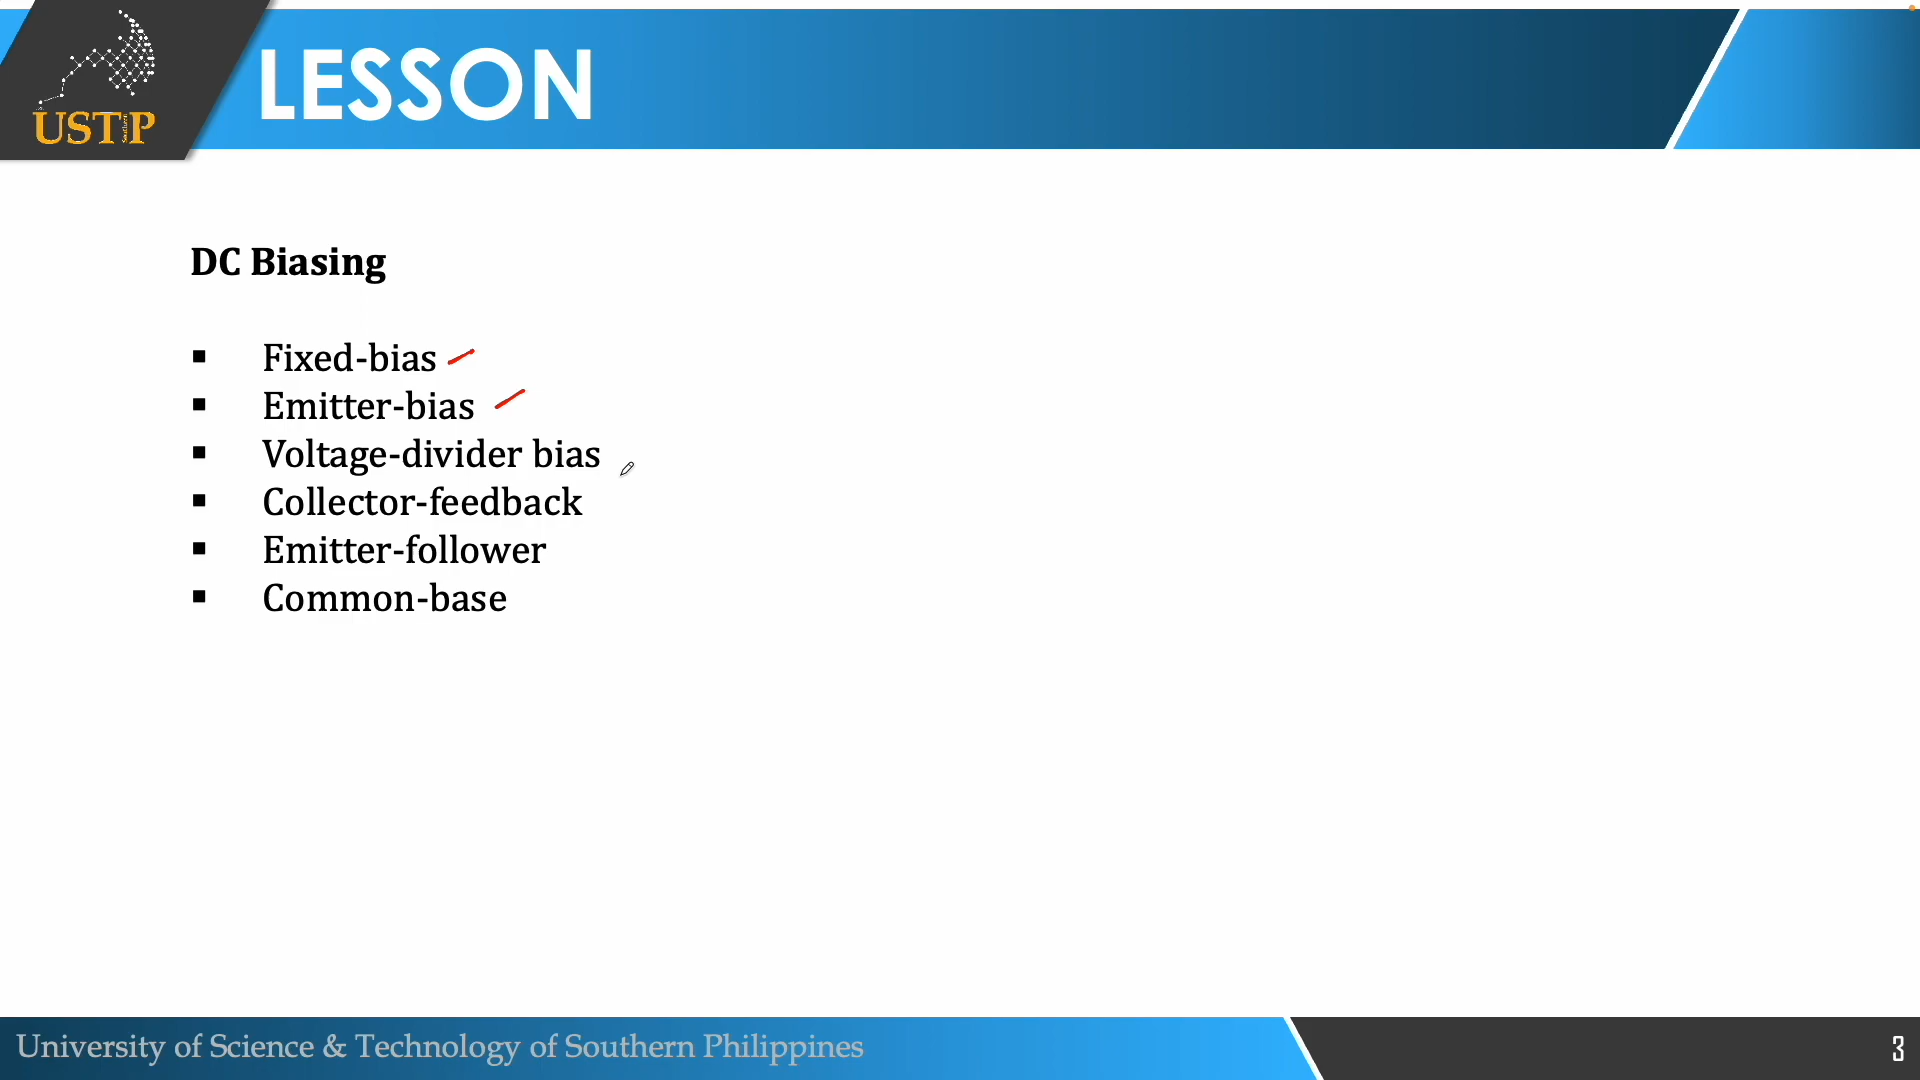 USTP
LESSON
DC Biasing
▪ Fixed-bias
▪ Emitter-bias
▪ Voltage-divider bias
▪ Collector-feedback
▪ Emitter-follower
▪ Common-base
University of Science & Technology of Southern Philippines
3